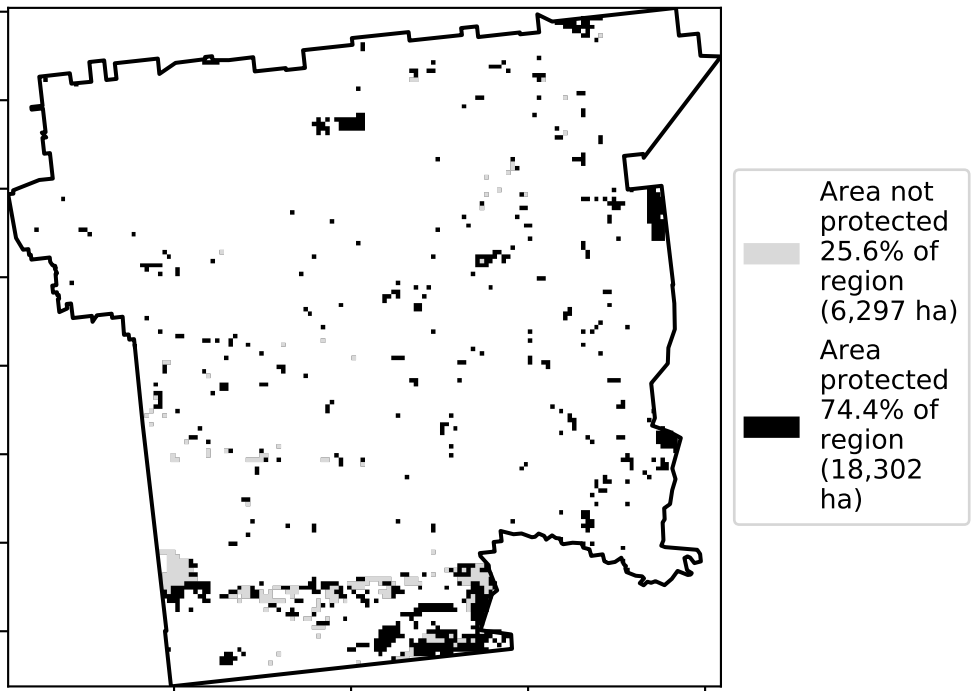 Area not
protected
25.6% of
region
(6,297 ha)
Area
protected
74.4% of
region
(18,302
ha)